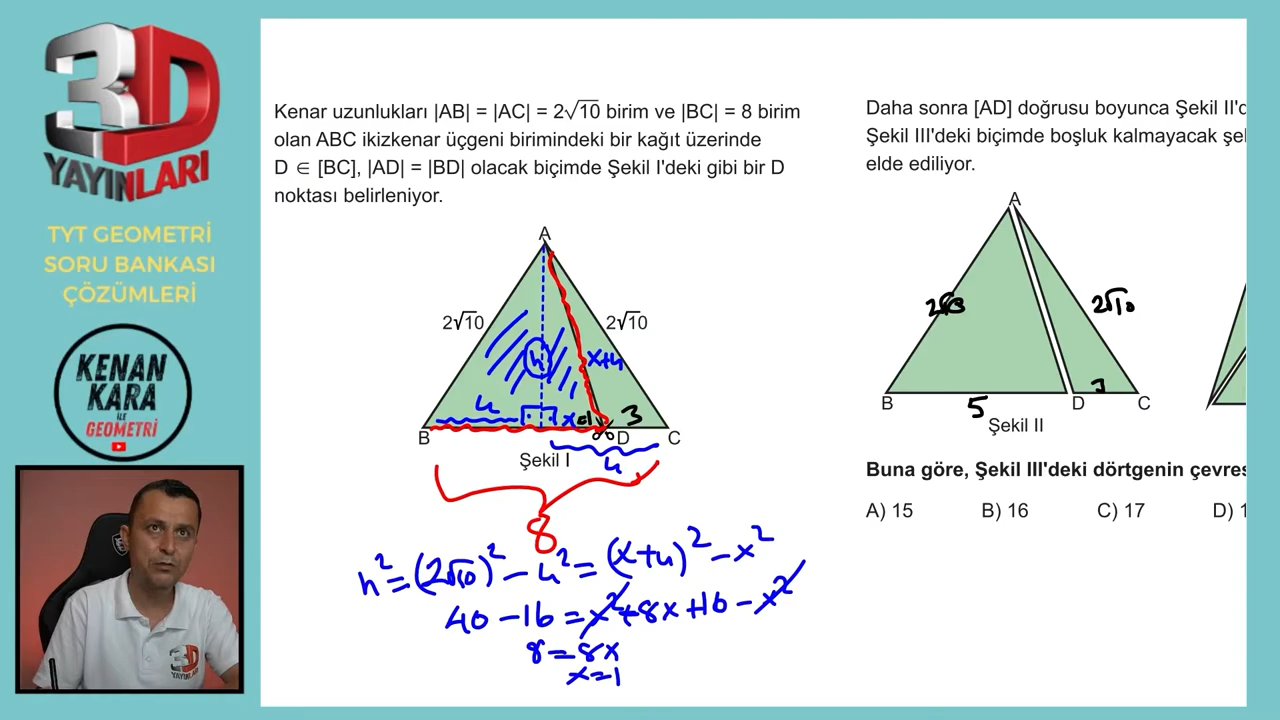 3D
YAYINLARI
TYT GEOMETRİ
SORU BANKASI
ÇÖZÜMLERİ
KENAN
KARA
İLE
GEOMETRİ
3D
YAYINLARI
Kenar uzunlukları |AB| = |AC| = 2√10 birim ve |BC| = 8 birim
olan ABC ikizkenar üçgeni birimindeki bir kağıt üzerinde
D ∈ [BC], |AD| = |BD| olacak biçimde Şekil I'deki gibi bir D
noktası belirleniyor.
A
2√10 2√10
h x+4
4 x 3
B D C
4
Şekil I
8
h² = (2√10)² - 4² = (x+4)² - x²
40 - 16 = x² + 8x + 16 - x²
8 = 8x
x = 1
Daha sonra [AD] doğrusu boyunca Şekil II'd
Şekil III'deki biçimde boşluk kalmayacak şel
elde ediliyor.
A
2√10
B D C
5
Şekil II
Buna göre, Şekil III'deki dörtgenin çevres
A) 15 B) 16 C) 17 D) 1